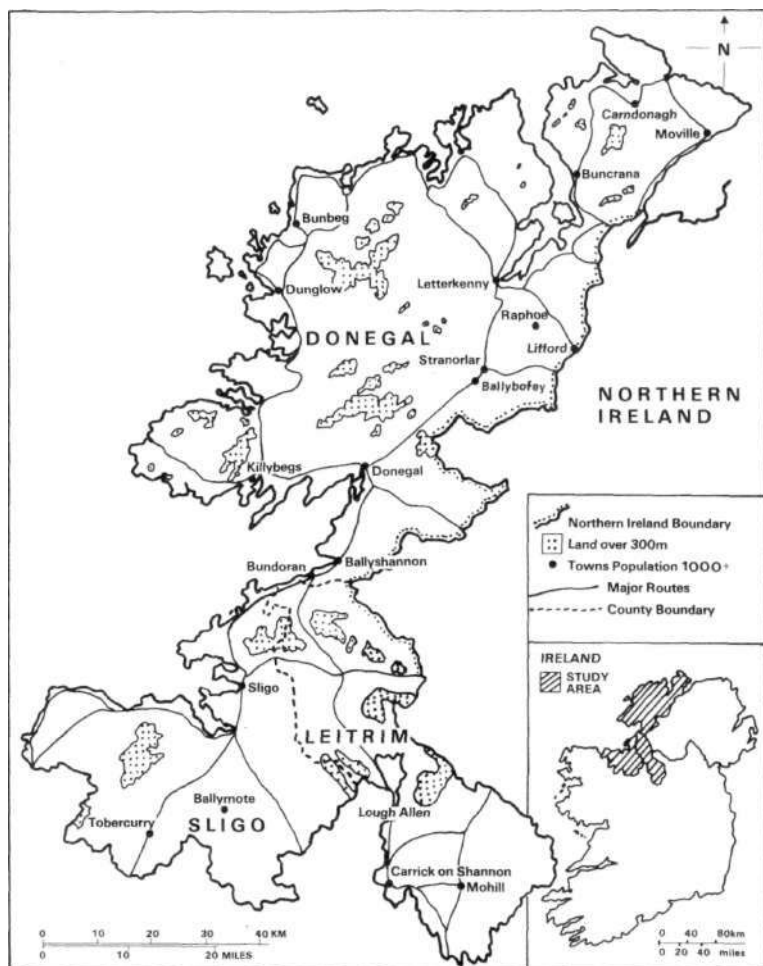 N
Carndonagh
Moville
Buncrana
Bunbeg
Letterkenny
Dunglow
Raphoe
DONEGAL
Lifford
Stranorlar
Ballybofey
NORTHERN
IRELAND
Killybegs
Donegal
Ballyshannon
Bundoran
Sligo
LEITRIM
Ballymote
Tobercurry
SLIGO
Lough Allen
Carrick on Shannon
Mohill
0 10 20 30 40 KM
0 10 20 MILES
Northern Ireland Boundary
Land over 300m
Towns Population 1000+
Major Routes
County Boundary
IRELAND
STUDY
AREA
0 40 80km
0 20 40 miles